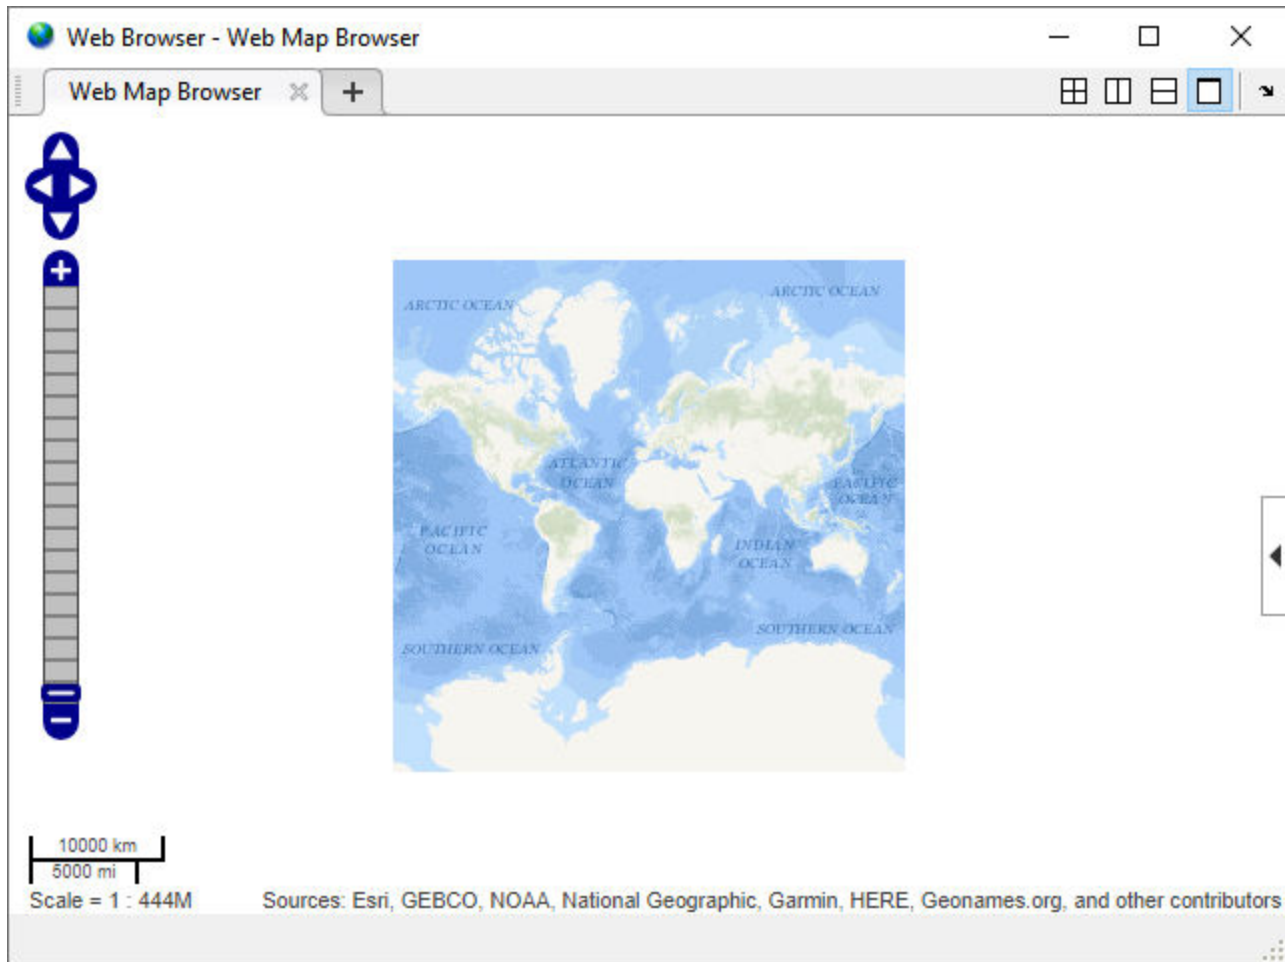 Web Browser - Web Map Browser
Web Map Browser
ARCTIC OCEAN
ARCTIC OCEAN
ATLANTIC
OCEAN
PACIFIC
OCEAN
PACIFIC
OCEAN
INDIAN
OCEAN
SOUTHERN OCEAN
SOUTHERN OCEAN
10000 km
5000 mi
Scale = 1 : 444M
Sources: Esri, GEBCO, NOAA, National Geographic, Garmin, HERE, Geonames.org, and other contributors